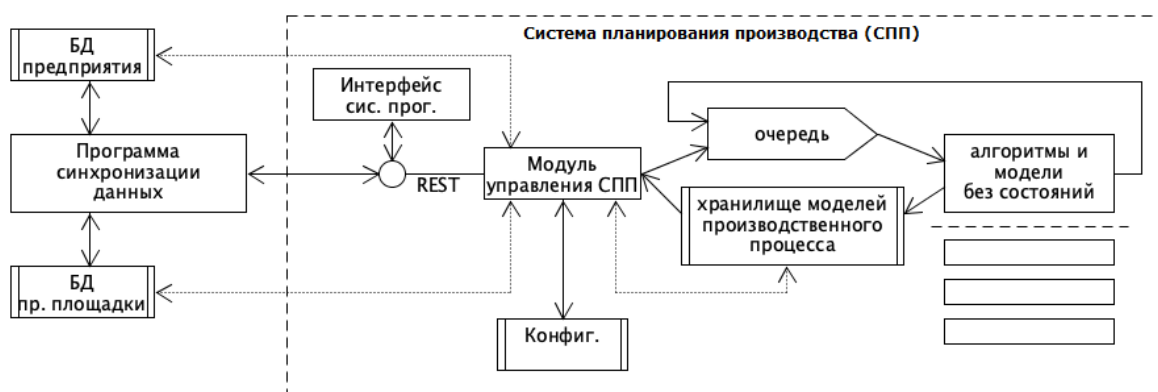 Система планирования производства (СПП)
БД
предприятия
Интерфейс
сис. прог.
очередь
Программа
синхронизации
данных
REST
Модуль
управления СПП
алгоритмы и
модели
без состояний
хранилище моделей
производственного
процесса
БД
пр. площадки
Конфиг.